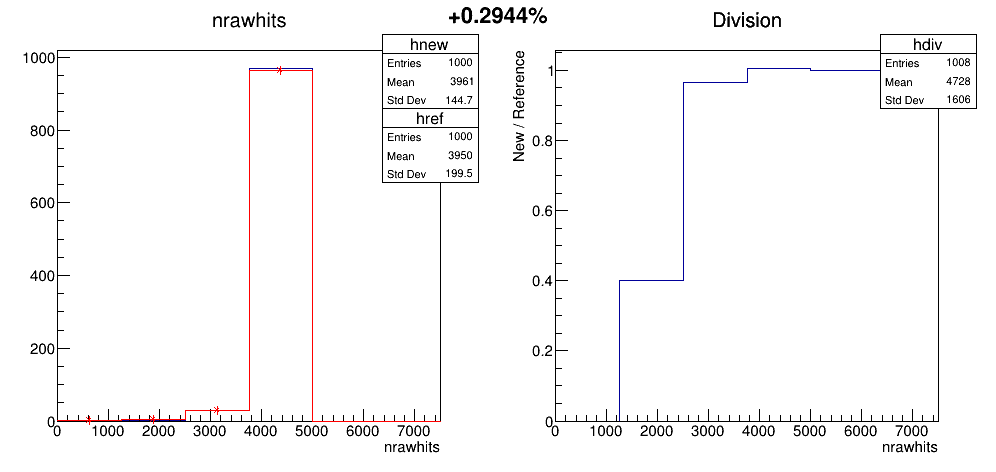 +0.2944%
nrawhits
hnew
Entries 1000
Mean 3961
Std Dev 144.7
href
Entries 1000
Mean 3950
Std Dev 199.5
1000
800
600
400
200
0
0 1000 2000 3000 4000 5000 6000 7000
nrawhits
Division
hdiv
Entries 1008
Mean 4728
Std Dev 1606
New / Reference
1
0.8
0.6
0.4
0.2
0
0 1000 2000 3000 4000 5000 6000 7000
nrawhits